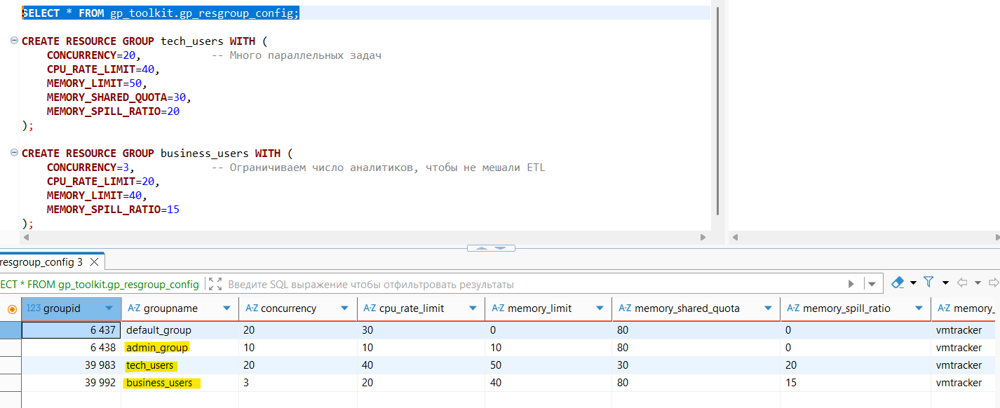 SELECT * FROM gp_toolkit.gp_resgroup_config;
CREATE RESOURCE GROUP tech_users WITH (
CONCURRENCY=20, -- Много параллельных задач
CPU_RATE_LIMIT=40,
MEMORY_LIMIT=50,
MEMORY_SHARED_QUOTA=30,
MEMORY_SPILL_RATIO=20
);
CREATE RESOURCE GROUP business_users WITH (
CONCURRENCY=3, -- Ограничиваем число аналитиков, чтобы не мешали ETL
CPU_RATE_LIMIT=20,
MEMORY_LIMIT=40,
MEMORY_SPILL_RATIO=15
);
resgroup_config 3
ECT * FROM gp_toolkit.gp_resgroup_config Введите SQL выражение чтобы отфильтровать результаты
123 groupid A-Z groupname A-Z concurrency A-Z cpu_rate_limit A-Z memory_limit A-Z memory_shared_quota A-Z memory_spill_ratio A-Z memory_
6 437 default_group 20 30 0 80 0 vmtracker
6 438 admin_group 10 10 10 80 0 vmtracker
39 983 tech_users 20 40 50 30 20 vmtracker
39 992 business_users 3 20 40 80 15 vmtracker